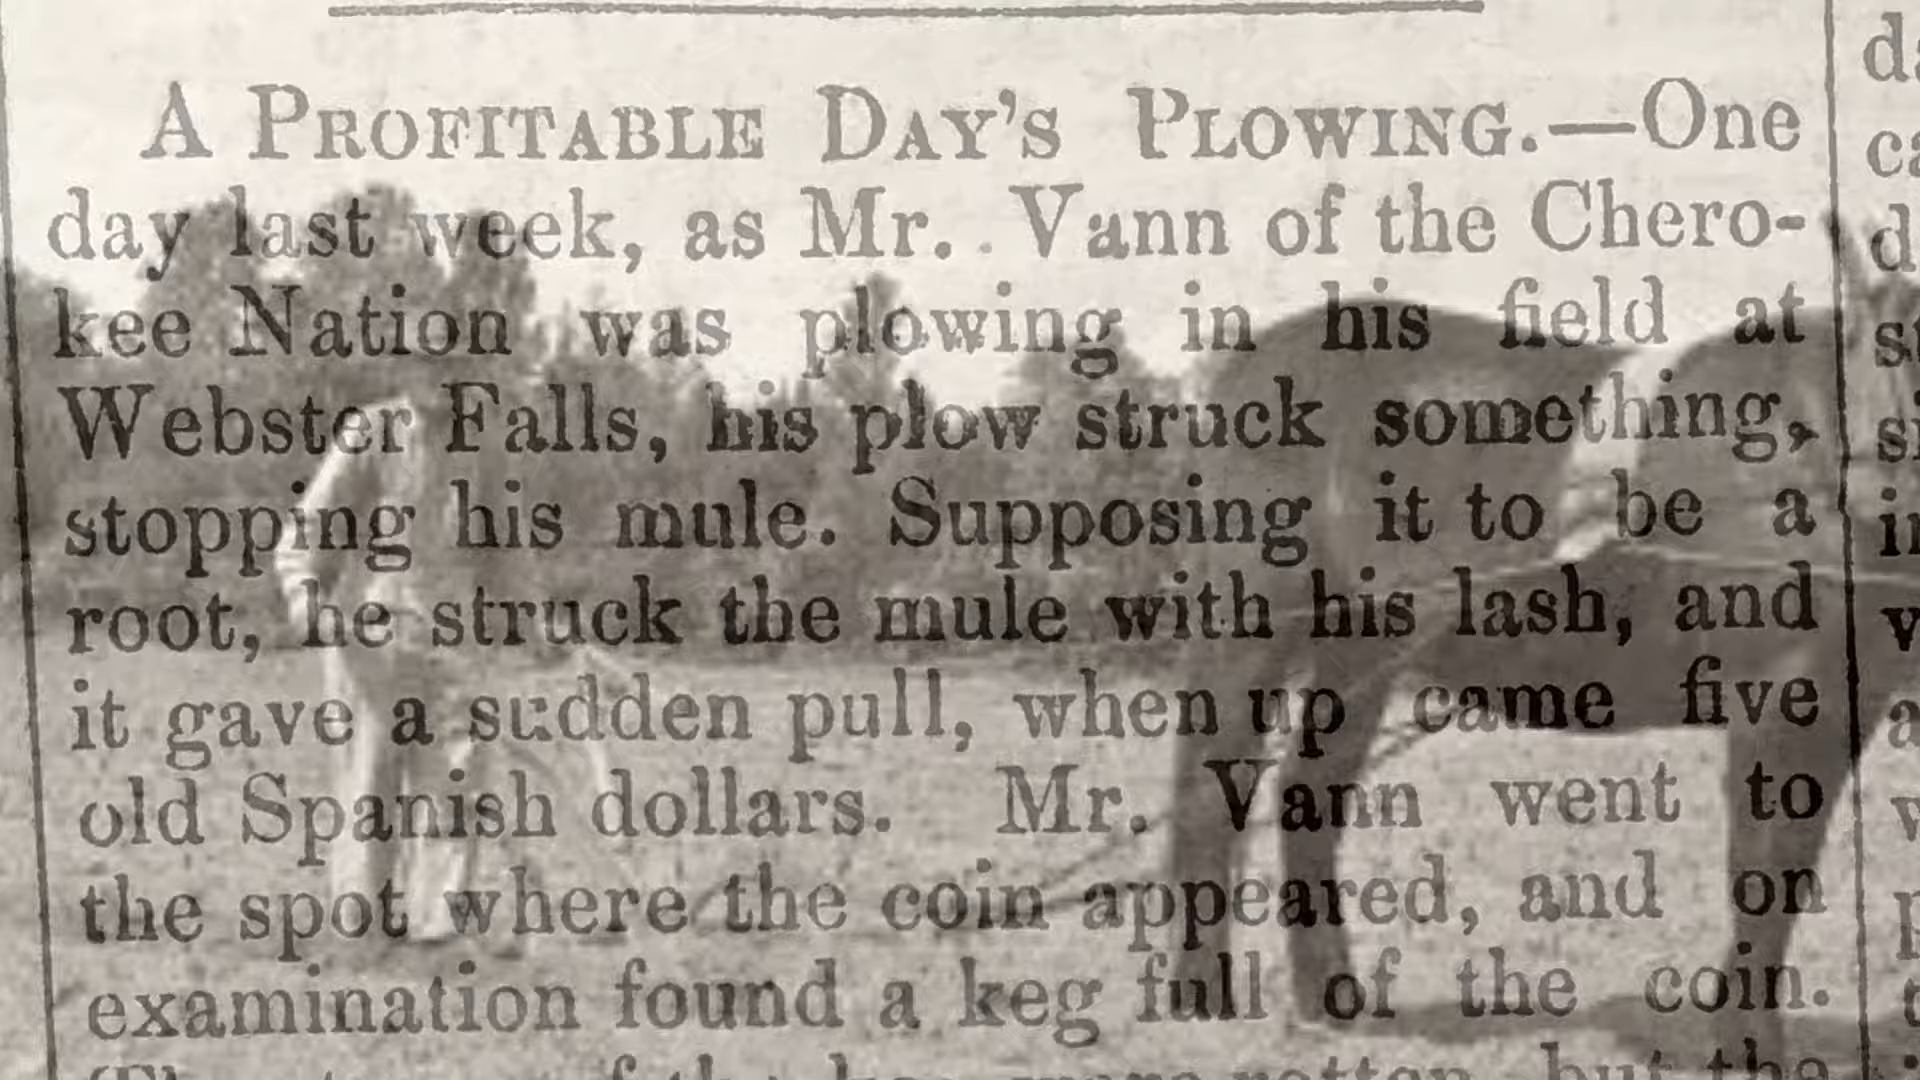 A PROFITABLE DAY'S PLOWING.—One
day last week, as Mr. Vann of the Chero-
kee Nation was plowing in his field at
Webster Falls, his plow struck something,
stopping his mule. Supposing it to be a
root, he struck the mule with his lash, and
it gave a sudden pull, when up came five
old Spanish dollars. Mr. Vann went to
the spot where the coin appeared, and on
examination found a keg full of the coin.
rotten, but the